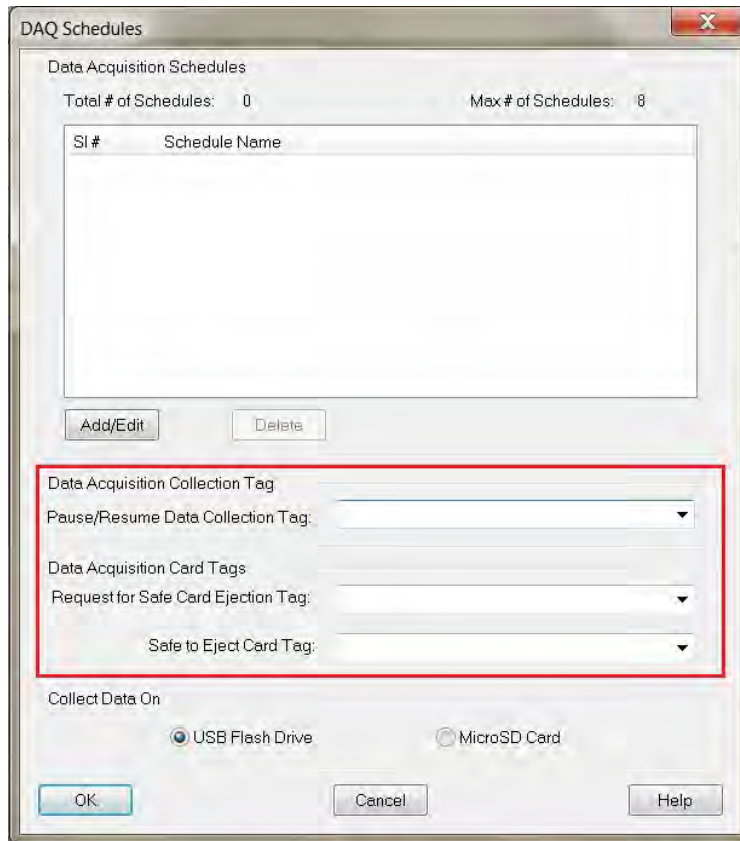 DAQ Schedules
Data Acquisition Schedules
Total # of Schedules: 0 Max # of Schedules: 8
SI # Schedule Name
Add/Edit Delete
Data Acquisition Collection Tag
Pause/Resume Data Collection Tag:
Data Acquisition Card Tags
Request for Safe Card Ejection Tag:
Safe to Eject Card Tag:
Collect Data On
USB Flash Drive MicroSD Card
OK Cancel Help